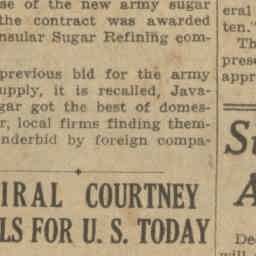 se of the new army sugar
the contract was awarded
nsular Sugar Refining com-
previous bid for the army
upply, it is recalled, Java-
gar got the best of domes-
r, local firms finding them-
nderbid by foreign compa-
IRAL COURTNEY
LS FOR U. S. TODAY
eral
ten."
Th
prese
appr
S
A
De
will